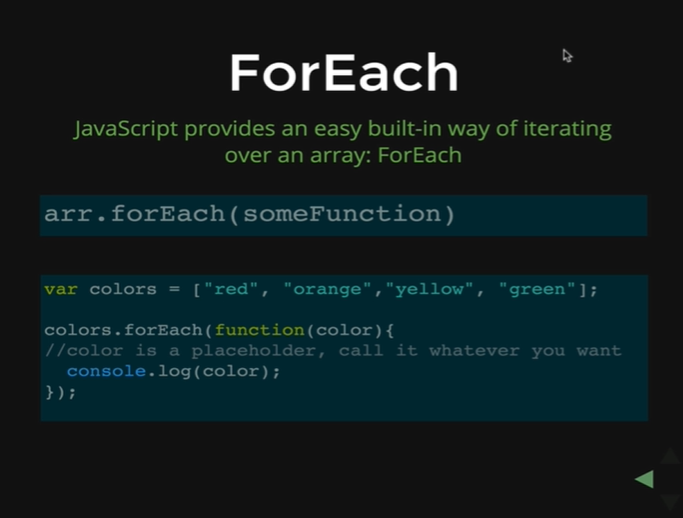 ForEach
JavaScript provides an easy built-in way of iterating
over an array: ForEach
arr.forEach(someFunction)
var colors = ["red", "orange","yellow", "green"];
colors.forEach(function(color){
//color is a placeholder, call it whatever you want
  console.log(color);
});